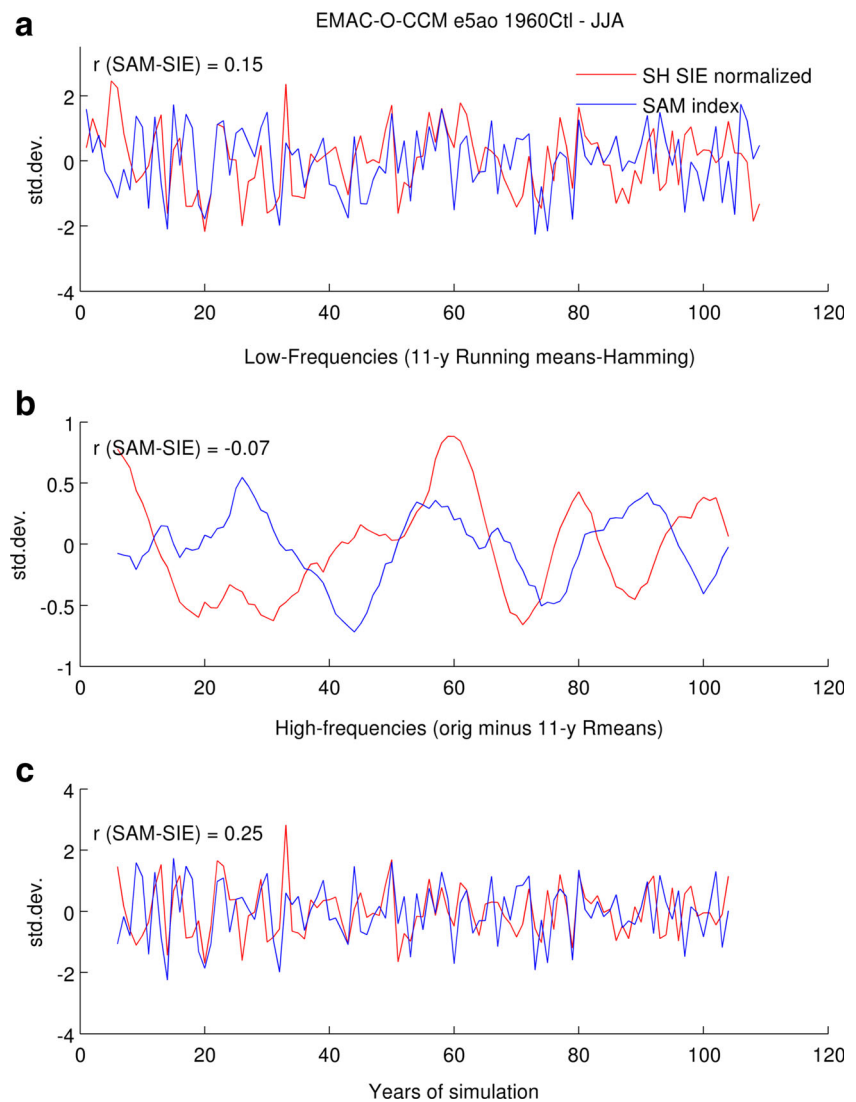 a
EMAC-O-CCM e5ao 1960Ctl - JJA
r (SAM-SIE) = 0.15
SH SIE normalized
SAM index
std.dev.
2
0
-2
-4
0 20 40 60 80 100 120
Low-Frequencies (11-y Running means-Hamming)
b
r (SAM-SIE) = -0.07
std.dev.
1
0.5
0
-0.5
-1
0 20 40 60 80 100 120
High-frequencies (orig minus 11-y Rmeans)
c
r (SAM-SIE) = 0.25
std.dev.
4
2
0
-2
-4
0 20 40 60 80 100 120
Years of simulation